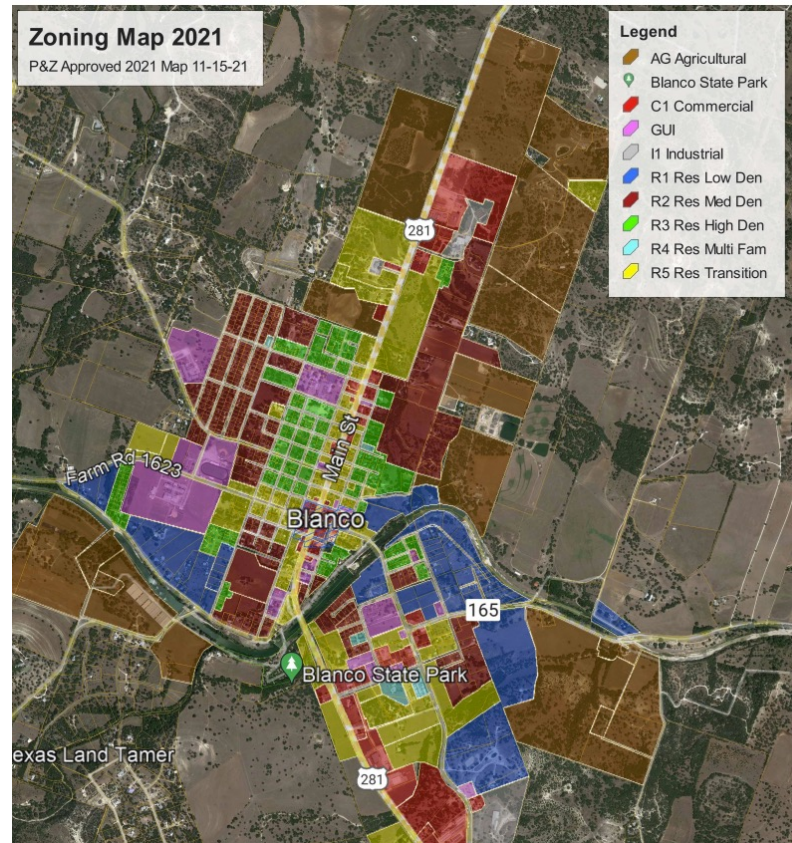 Zoning Map 2021
P&Z Approved 2021 Map 11-15-21
Legend
AG Agricultural
Blanco State Park
C1 Commercial
GUI
I1 Industrial
R1 Res Low Den
R2 Res Med Den
R3 Res High Den
R4 Res Multi Fam
R5 Res Transition
281
Main St
Farm Rd 1623
Blanco
165
Blanco State Park
exas Land Tamer
281